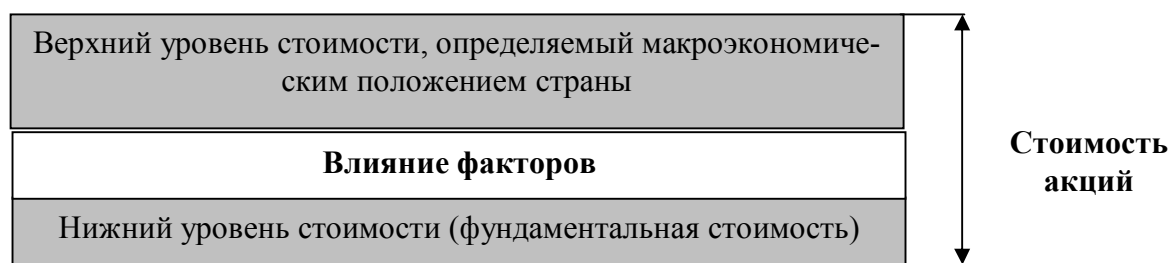 Верхний уровень стоимости, определяемый макроэкономиче-
ским положением страны
Влияние факторов
Нижний уровень стоимости (фундаментальная стоимость)
Стоимость
акций